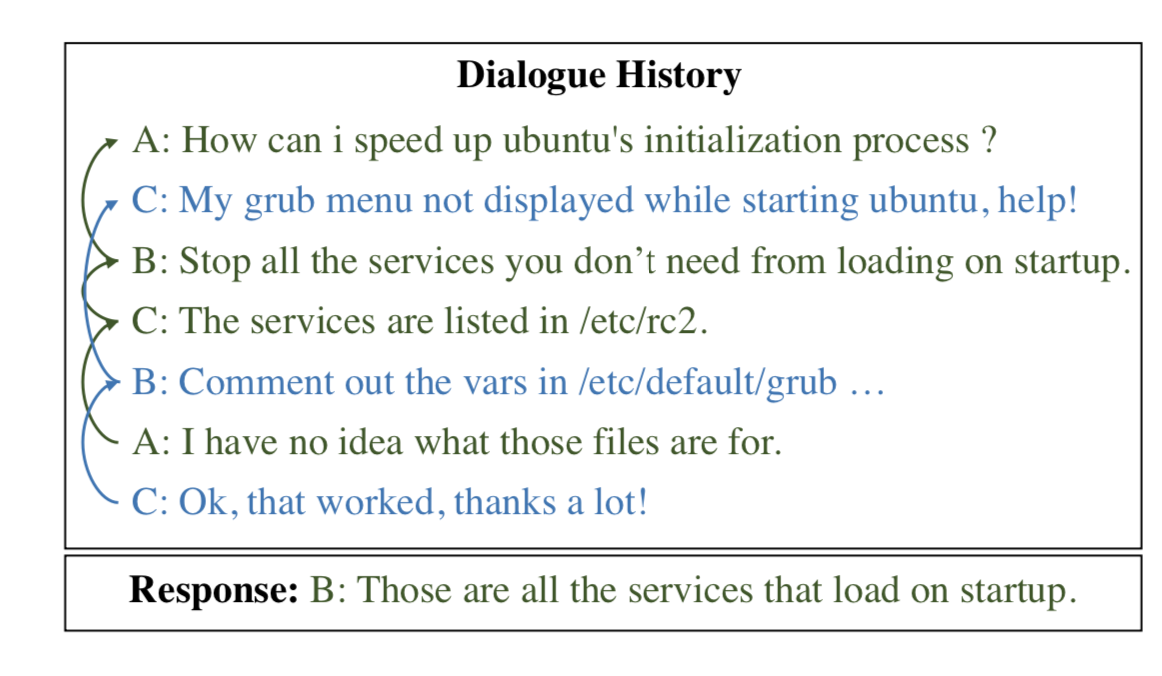 Dialogue History
A: How can i speed up ubuntu's initialization process ?
C: My grub menu not displayed while starting ubuntu, help!
B: Stop all the services you don’t need from loading on startup.
C: The services are listed in /etc/rc2.
B: Comment out the vars in /etc/default/grub …
A: I have no idea what those files are for.
C: Ok, that worked, thanks a lot!
Response: B: Those are all the services that load on startup.